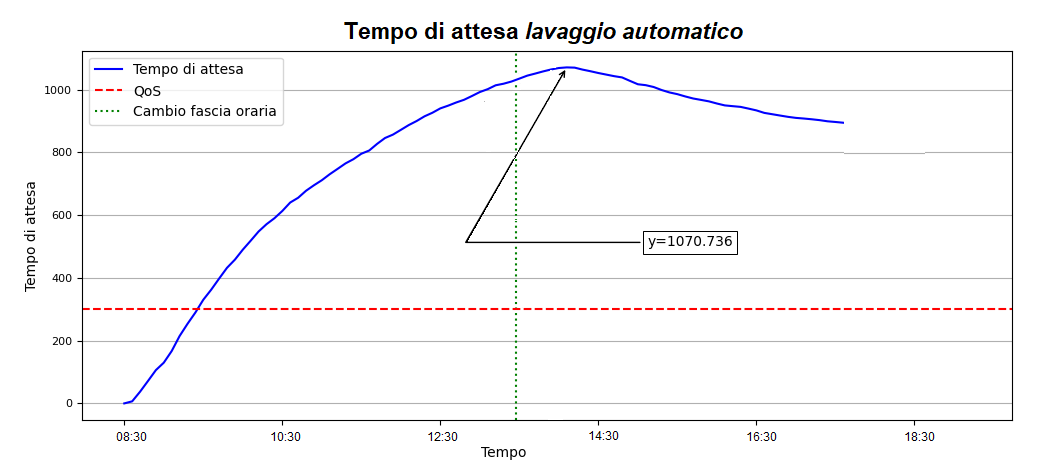 Tempo di attesa lavaggio automatico
Tempo di attesa
QoS
Cambio fascia oraria
1000
800
600
400
200
0
Tempo di attesa
y=1070.736
08:30 10:30 12:30 14:30 16:30 18:30
Tempo